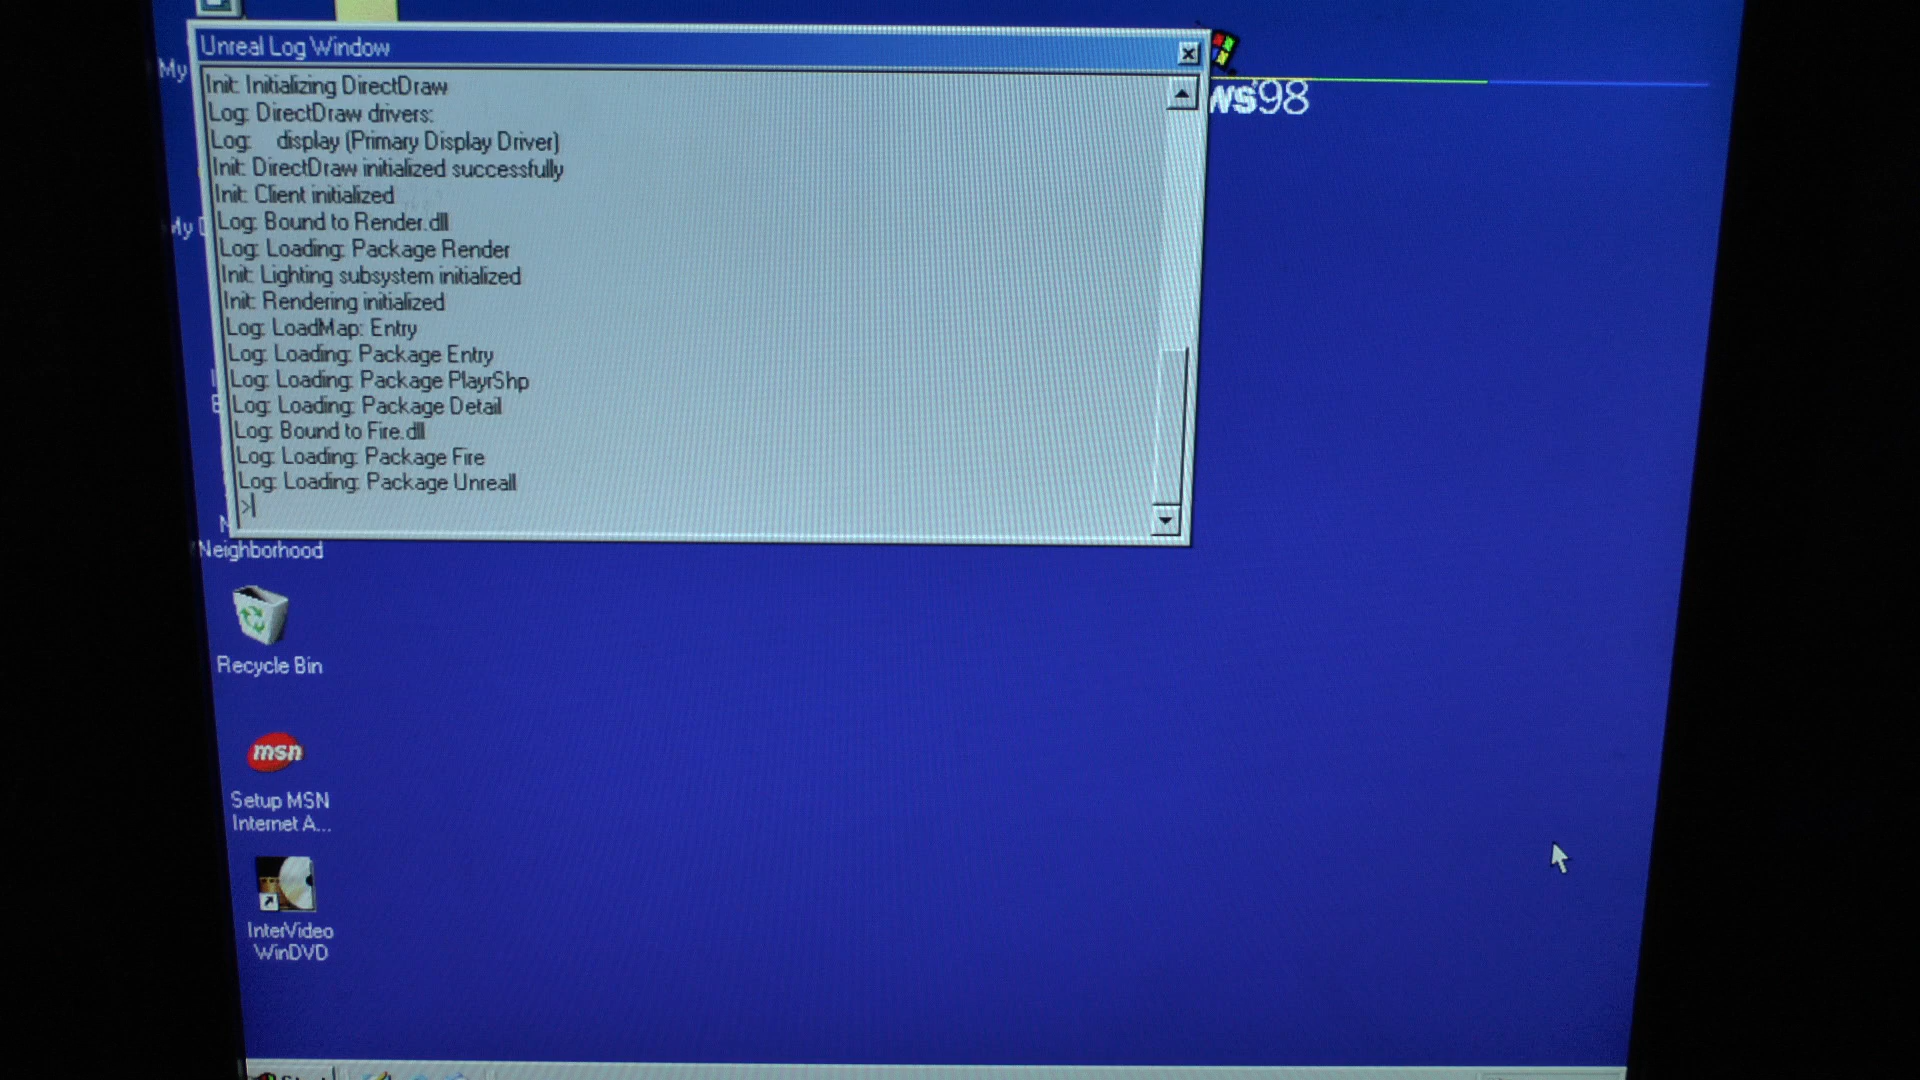 Unreal Log Window
My
ws98
Init: Initializing DirectDraw
Log: DirectDraw drivers:
Log:    display (Primary Display Driver)
Init: DirectDraw initialized successfully
Init: Client initialized
Log: Bound to Render.dll
My
Log: Loading: Package Render
Init: Lighting subsystem initialized
Init: Rendering initialized
Log: LoadMap: Entry
Log: Loading: Package Entry
Log: Loading: Package PlayrShp
Log: Loading: Package Detail
Log: Bound to Fire.dll
Log: Loading: Package Fire
Log: Loading: Package UnrealI
>
Neighborhood
Recycle Bin
msn
Setup MSN
Internet A...
InterVideo
WinDVD
Start